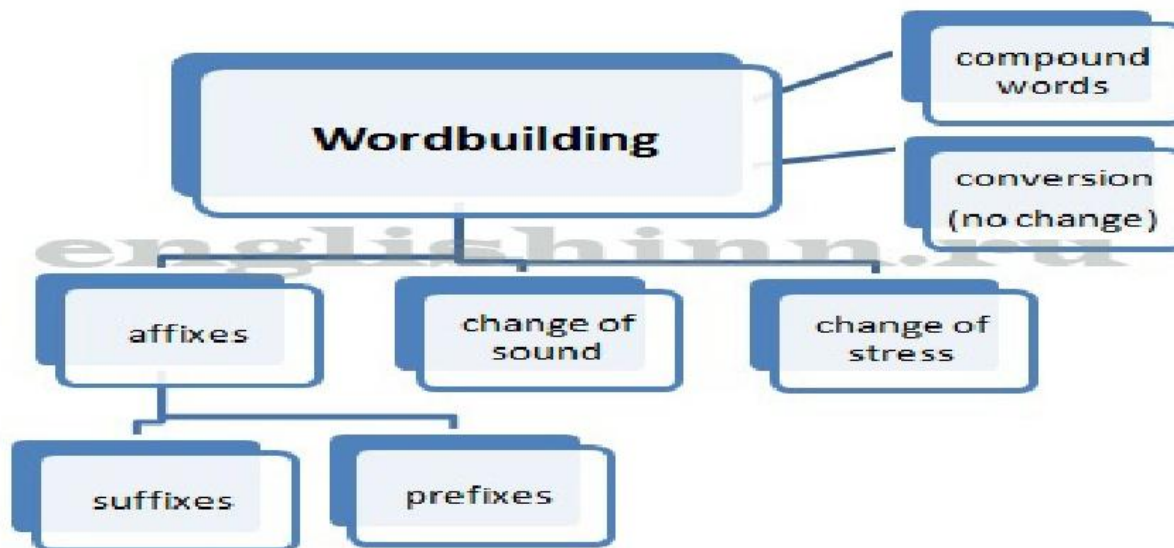 compound
words
Wordbuilding
conversion
(no change)
englishinn.ru
affixes
change of
sound
change of
stress
suffixes
prefixes